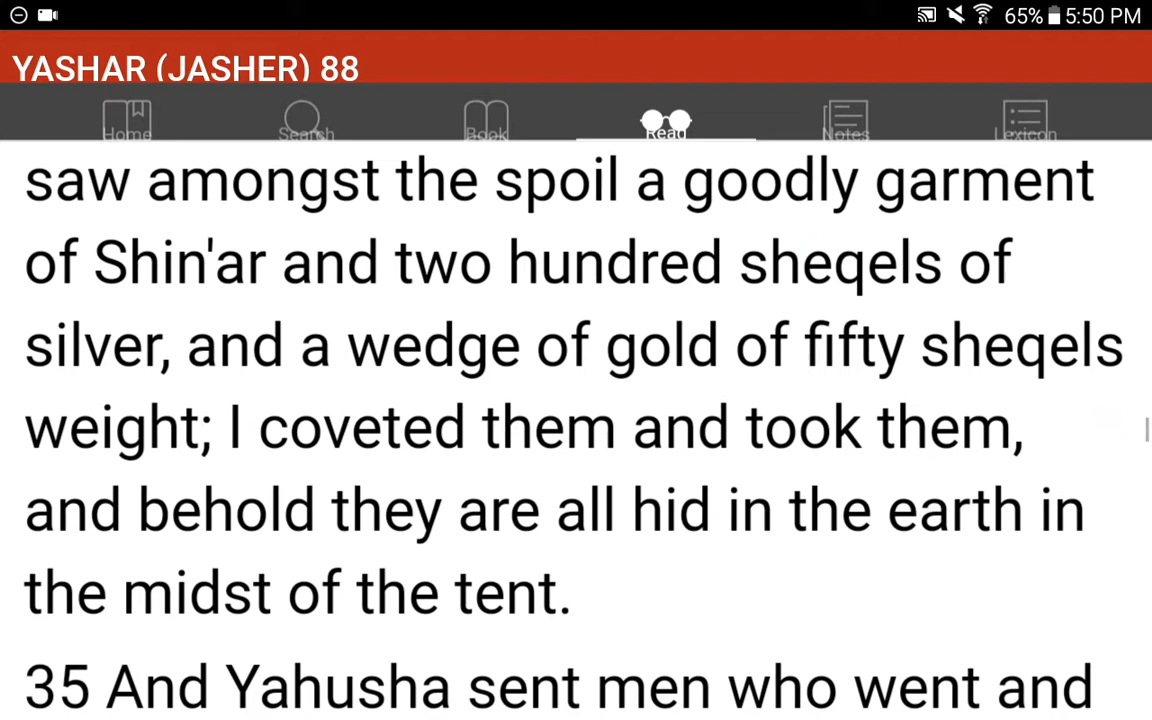 65% 5:50 PM
YASHAR (JASHER) 88
Home Search Book Read Notes Lexicon
saw amongst the spoil a goodly garment
of Shin'ar and two hundred sheqels of
silver, and a wedge of gold of fifty sheqels
weight; I coveted them and took them,
and behold they are all hid in the earth in
the midst of the tent.
35 And Yahusha sent men who went and